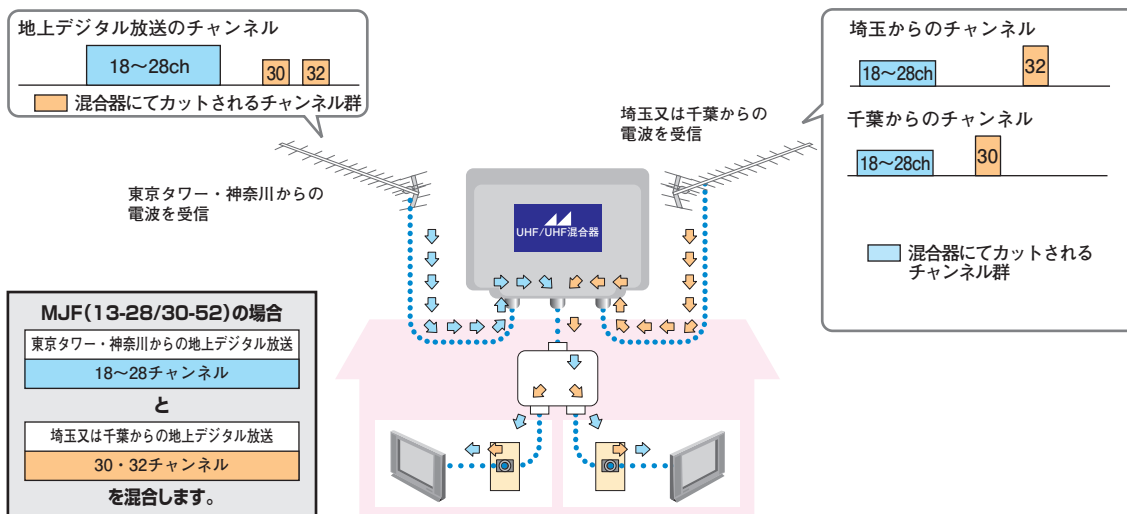 地上デジタル放送のチャンネル
18〜28ch
30
32
混合器にてカットされるチャンネル群
東京タワー・神奈川からの
電波を受信
UHF/UHF混合器
埼玉又は千葉からの
電波を受信
埼玉からのチャンネル
18〜28ch
32
千葉からのチャンネル
18〜28ch
30
混合器にてカットされる
チャンネル群
MJF(13-28/30-52)の場合
東京タワー・神奈川からの地上デジタル放送
18〜28チャンネル
と
埼玉又は千葉からの地上デジタル放送
30・32チャンネル
を混合します。